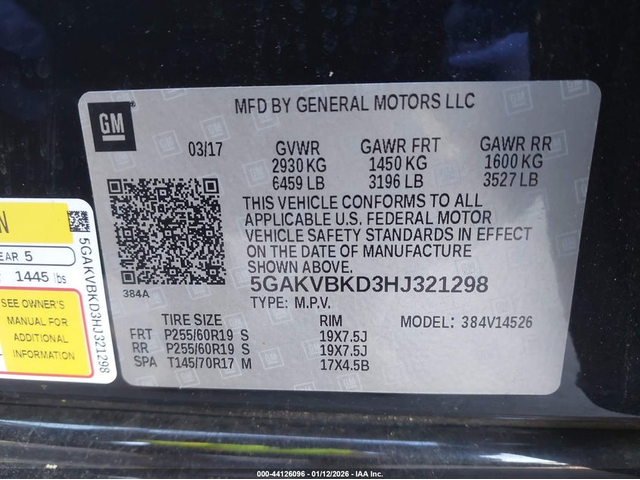 GM
MFD BY GENERAL MOTORS LLC
03/17
GVWR GAWR FRT GAWR RR
2930 KG 1450 KG 1600 KG
6459 LB 3196 LB 3527 LB
THIS VEHICLE CONFORMS TO ALL
APPLICABLE U.S. FEDERAL MOTOR
VEHICLE SAFETY STANDARDS IN EFFECT
ON THE DATE OF MANUFACTURE
SHOWN ABOVE.
384A
5GAKVBKD3HJ321298
TYPE: M.P.V.
MODEL: 384V14526
TIRE SIZE RIM
FRT P255/60R19 S 19X7.5J
RR P255/60R19 S 19X7.5J
SPA T145/70R17 M 17X4.5B
N
EAR 5
1445 lbs
SEE OWNER'S
MANUAL FOR
ADDITIONAL
INFORMATION
5GAKVBKD3HJ321298
000-44126096 - 01/12/2026 - IAA Inc.